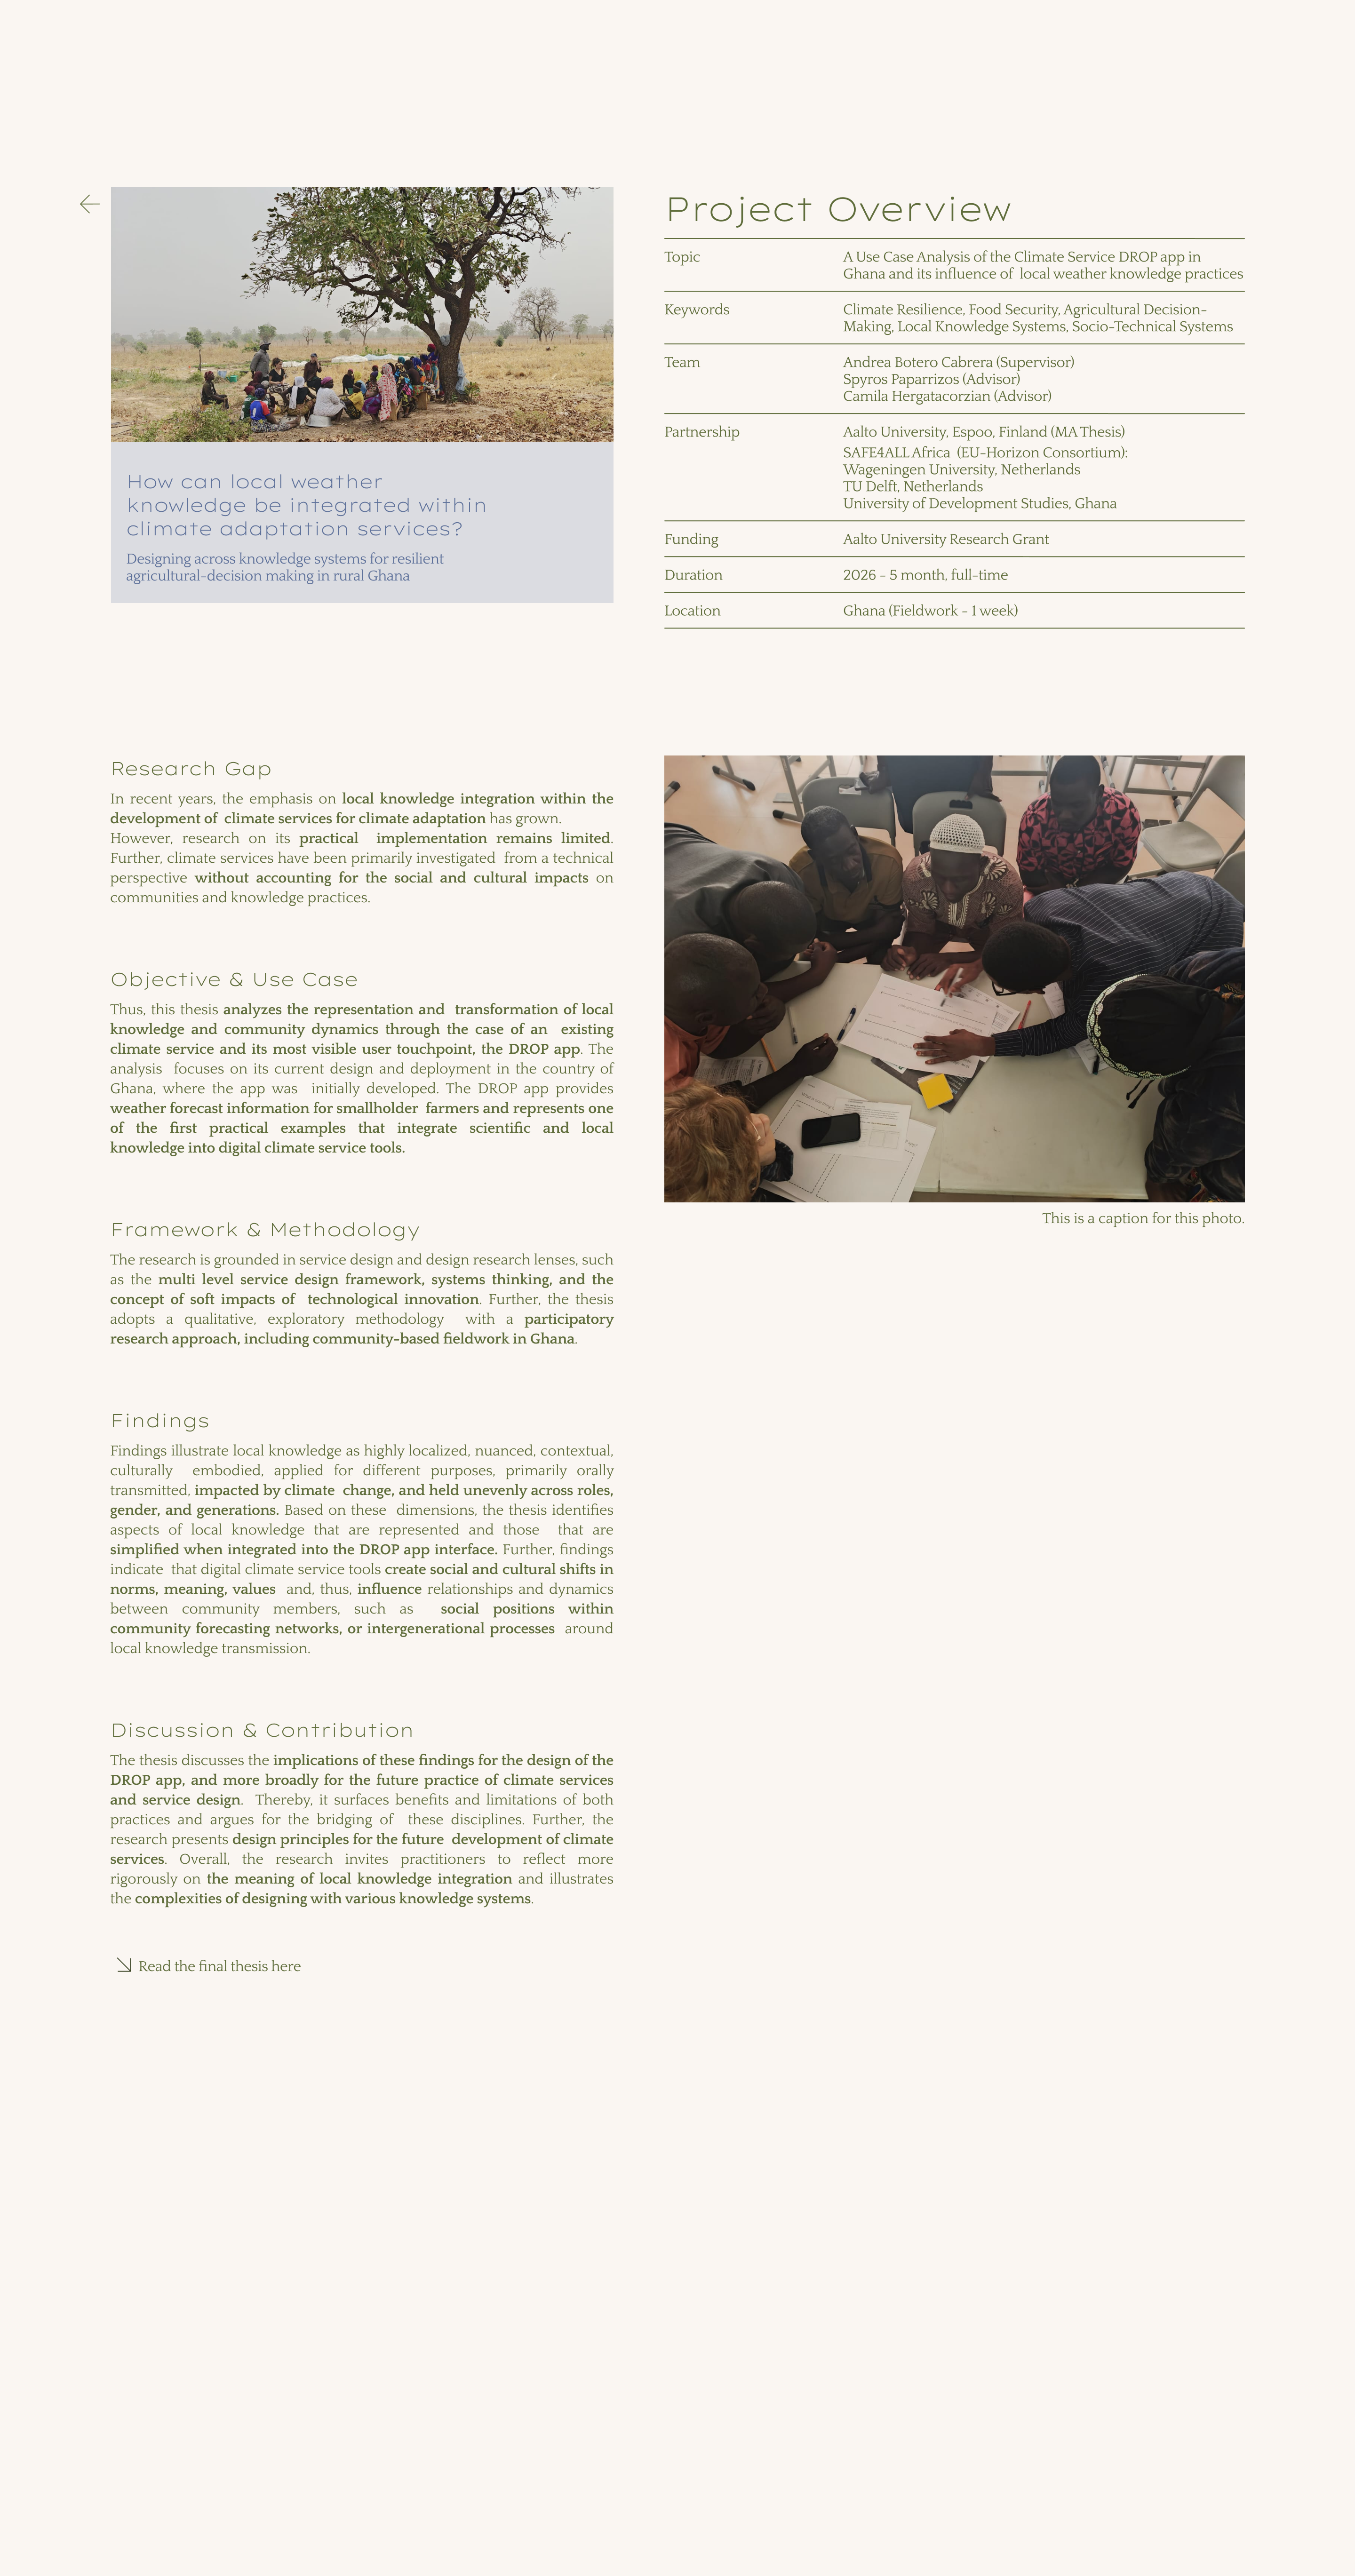 How can local weather
knowledge be integrated within
climate adaptation services?
Designing across knowledge systems for resilient
agricultural-decision making in rural Ghana
Project Overview
Topic
A Use Case Analysis of the Climate Service DROP app in
Ghana and its influence of local weather knowledge practices
Keywords
Climate Resilience, Food Security, Agricultural Decision-
Making, Local Knowledge Systems, Socio-Technical Systems
Team
Andrea Botero Cabrera (Supervisor)
Spyros Paparrizos (Advisor)
Camila Hergatacorzian (Advisor)
Partnership
Aalto University, Espoo, Finland (MA Thesis)
SAFE4ALL Africa (EU-Horizon Consortium):
Wageningen University, Netherlands
TU Delft, Netherlands
University of Development Studies, Ghana
Funding
Aalto University Research Grant
Duration
2026 - 5 month, full-time
Location
Ghana (Fieldwork - 1 week)
Research Gap
In recent years, the emphasis on local knowledge integration within the
development of climate services for climate adaptation has grown.
However, research on its practical implementation remains limited.
Further, climate services have been primarily investigated from a technical
perspective without accounting for the social and cultural impacts on
communities and knowledge practices.
Objective & Use Case
Thus, this thesis analyzes the representation and transformation of local
knowledge and community dynamics through the case of an existing
climate service and its most visible user touchpoint, the DROP app. The
analysis focuses on its current design and deployment in the country of
Ghana, where the app was initially developed. The DROP app provides
weather forecast information for smallholder farmers and represents one
of the first practical examples that integrate scientific and local
knowledge into digital climate service tools.
Framework & Methodology
The research is grounded in service design and design research lenses, such
as the multi level service design framework, systems thinking, and the
concept of soft impacts of technological innovation. Further, the thesis
adopts a qualitative, exploratory methodology with a participatory
research approach, including community-based fieldwork in Ghana.
Findings
Findings illustrate local knowledge as highly localized, nuanced, contextual,
culturally embodied, applied for different purposes, primarily orally
transmitted, impacted by climate change, and held unevenly across roles,
gender, and generations. Based on these dimensions, the thesis identifies
aspects of local knowledge that are represented and those that are
simplified when integrated into the DROP app interface. Further, findings
indicate that digital climate service tools create social and cultural shifts in
norms, meaning, values and, thus, influence relationships and dynamics
between community members, such as social positions within
community forecasting networks, or intergenerational processes around
local knowledge transmission.
Discussion & Contribution
The thesis discusses the implications of these findings for the design of the
DROP app, and more broadly for the future practice of climate services
and service design. Thereby, it surfaces benefits and limitations of both
practices and argues for the bridging of these disciplines. Further, the
research presents design principles for the future development of climate
services. Overall, the research invites practitioners to reflect more
rigorously on the meaning of local knowledge integration and illustrates
the complexities of designing with various knowledge systems.
Read the final thesis here
This is a caption for this photo.